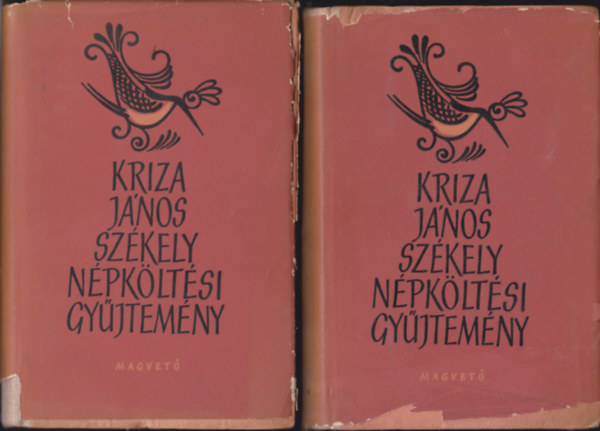 KRIZA
JÁNOS
SZÉKELY
NÉPKÖLTÉSI
GYŰJTEMÉNY
MAGVETŐ
KRIZA
JÁNOS
SZÉKELY
NÉPKÖLTÉSI
GYŰJTEMÉNY
MAGVETŐ